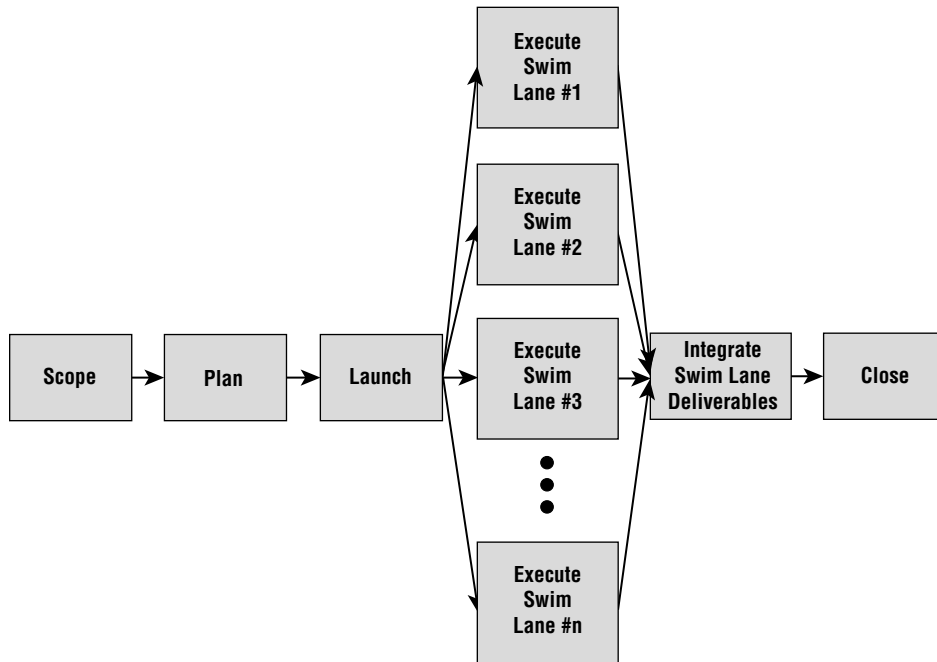 Execute
Swim
Lane #1
Execute
Swim
Lane #2
Scope
Plan
Launch
Execute
Swim
Lane #3
Integrate
Swim Lane
Deliverables
Close
Execute
Swim
Lane #n